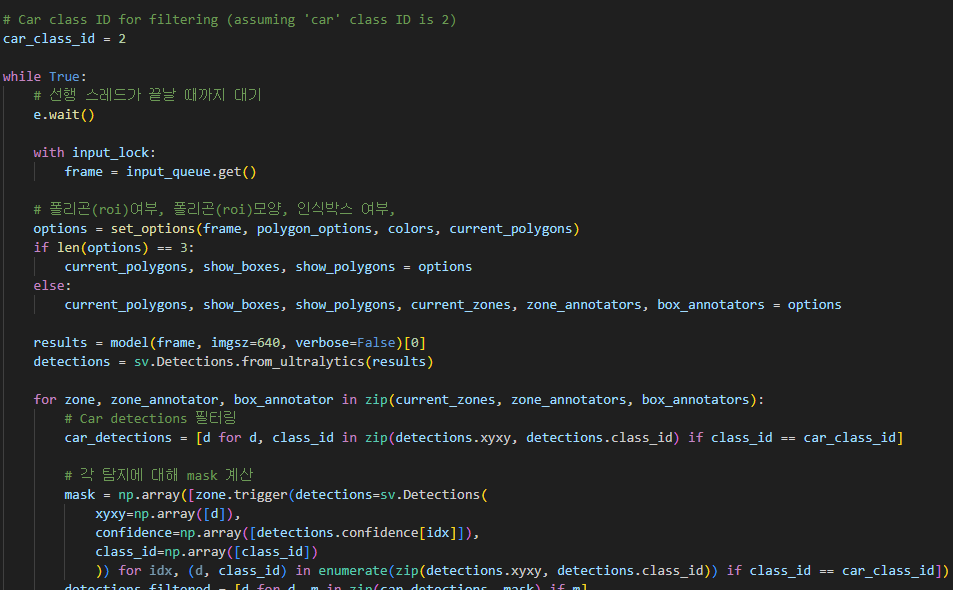 # Car class ID for filtering (assuming 'car' class ID is 2)
car_class_id = 2
while True:
# 선행 스레드가 끝날 때까지 대기
e.wait()
with input_lock:
frame = input_queue.get()
# 폴리곤(roi)여부, 폴리곤(roi)모양, 인식박스 여부,
options = set_options(frame, polygon_options, colors, current_polygons)
if len(options) == 3:
current_polygons, show_boxes, show_polygons = options
else:
current_polygons, show_boxes, show_polygons, current_zones, zone_annotators, box_annotators = options
results = model(frame, imgsz=640, verbose=False)[0]
detections = sv.Detections.from_ultralytics(results)
for zone, zone_annotator, box_annotator in zip(current_zones, zone_annotators, box_annotators):
# Car detections 필터링
car_detections = [d for d, class_id in zip(detections.xyxy, detections.class_id) if class_id == car_class_id]
# 각 탐지에 대해 mask 계산
mask = np.array([zone.trigger(detections=sv.Detections(
xyxy=np.array([d]),
confidence=np.array([detections.confidence[idx]]),
class_id=np.array([class_id])
)) for idx, (d, class_id) in enumerate(zip(detections.xyxy, detections.class_id)) if class_id == car_class_id])
detections_filtered = [d for d, m in zip(car_detections, mask) if m]